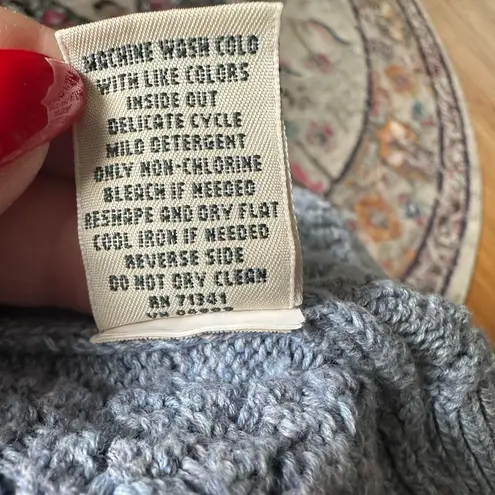 MACHINE WASH COLD
WITH LIKE COLORS
INSIDE OUT
DELICATE CYCLE
MILD DETERGENT
ONLY NON-CHLORINE
BLEACH IF NEEDED
RESHAPE AND DRY FLAT
COOL IRON IF NEEDED
REVERSE SIDE
DO NOT DRY CLEAN
RN 71341